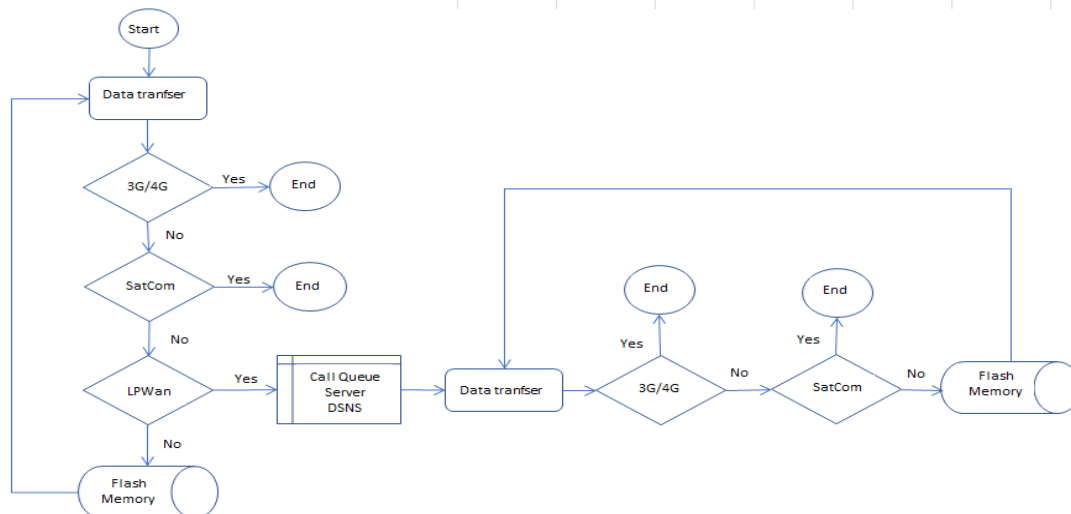 Start
Data tranfser
3G/4G
Yes
End
No
SatCom
Yes
End
No
LPWan
Yes
Call Queue
Server
DSNS
Data tranfser
3G/4G
Yes
End
No
SatCom
Yes
End
No
Flash
Memory
No
Flash
Memory